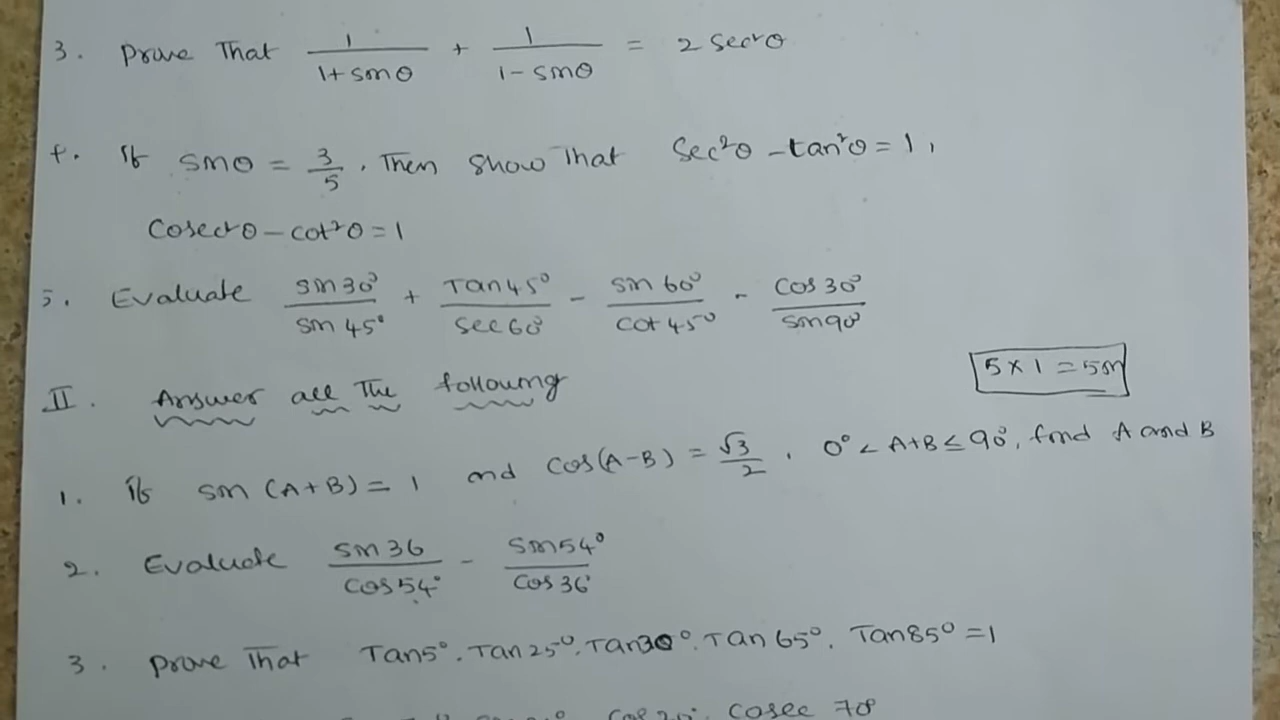 3. Prove That 1/(1+sinθ) + 1/(1-sinθ) = 2 Sec²θ
4. If sinθ = 3/5, Then Show That Sec²θ - tan²θ = 1,
Cosec²θ - cot²θ = 1
5. Evaluate sin30°/sin45° + Tan45°/sec60° - sin60°/cot45° - Cos30°/sin90°
II. Answer all The following
5 × 1 = 5m
1. If sin(A+B) = 1 and cos(A-B) = √3/2, 0° < A+B ≤ 90°, find A and B
2. Evaluate sin36/cos54° - sin54°/cos36°
3. Prove That Tan5°.Tan25°.Tan30°.Tan65°.Tan85° = 1
cosec 70°